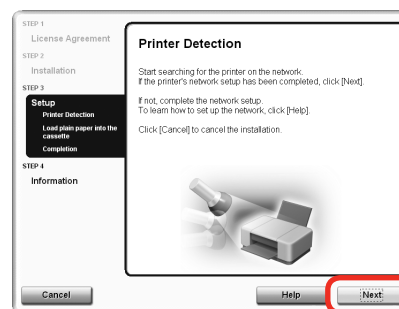 STEP 1
License Agreement
STEP 2
Installation
STEP 3
Setup
Printer Detection
Load plain paper into the
cassette
Completion
STEP 4
Information
Printer Detection
Start searching for the printer on the network.
If the printer's network setup has been completed, click [Next].
If not, complete the network setup.
To learn how to set up the network, click [Help].
Click [Cancel] to cancel the installation.
Cancel
Help
Next